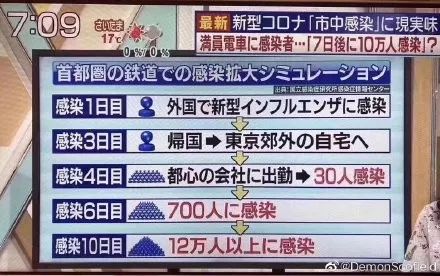 7:09
さいたま
17℃
0%/0%
最新 新型コロナ「市中感染」に現実味
満員電車に感染者…「7日後に10万人感染」?
首都圏の鉄道での感染拡大シミュレーション
出典:国立感染症研究所感染症情報センター
感染1日目 外国で新型インフルエンザに感染
感染3日目 帰国➡東京郊外の自宅へ
感染4日目 都心の会社に出勤➡30人感染
感染6日目 700人に感染
感染10日目 12万人以上に感染
@DemonScofield